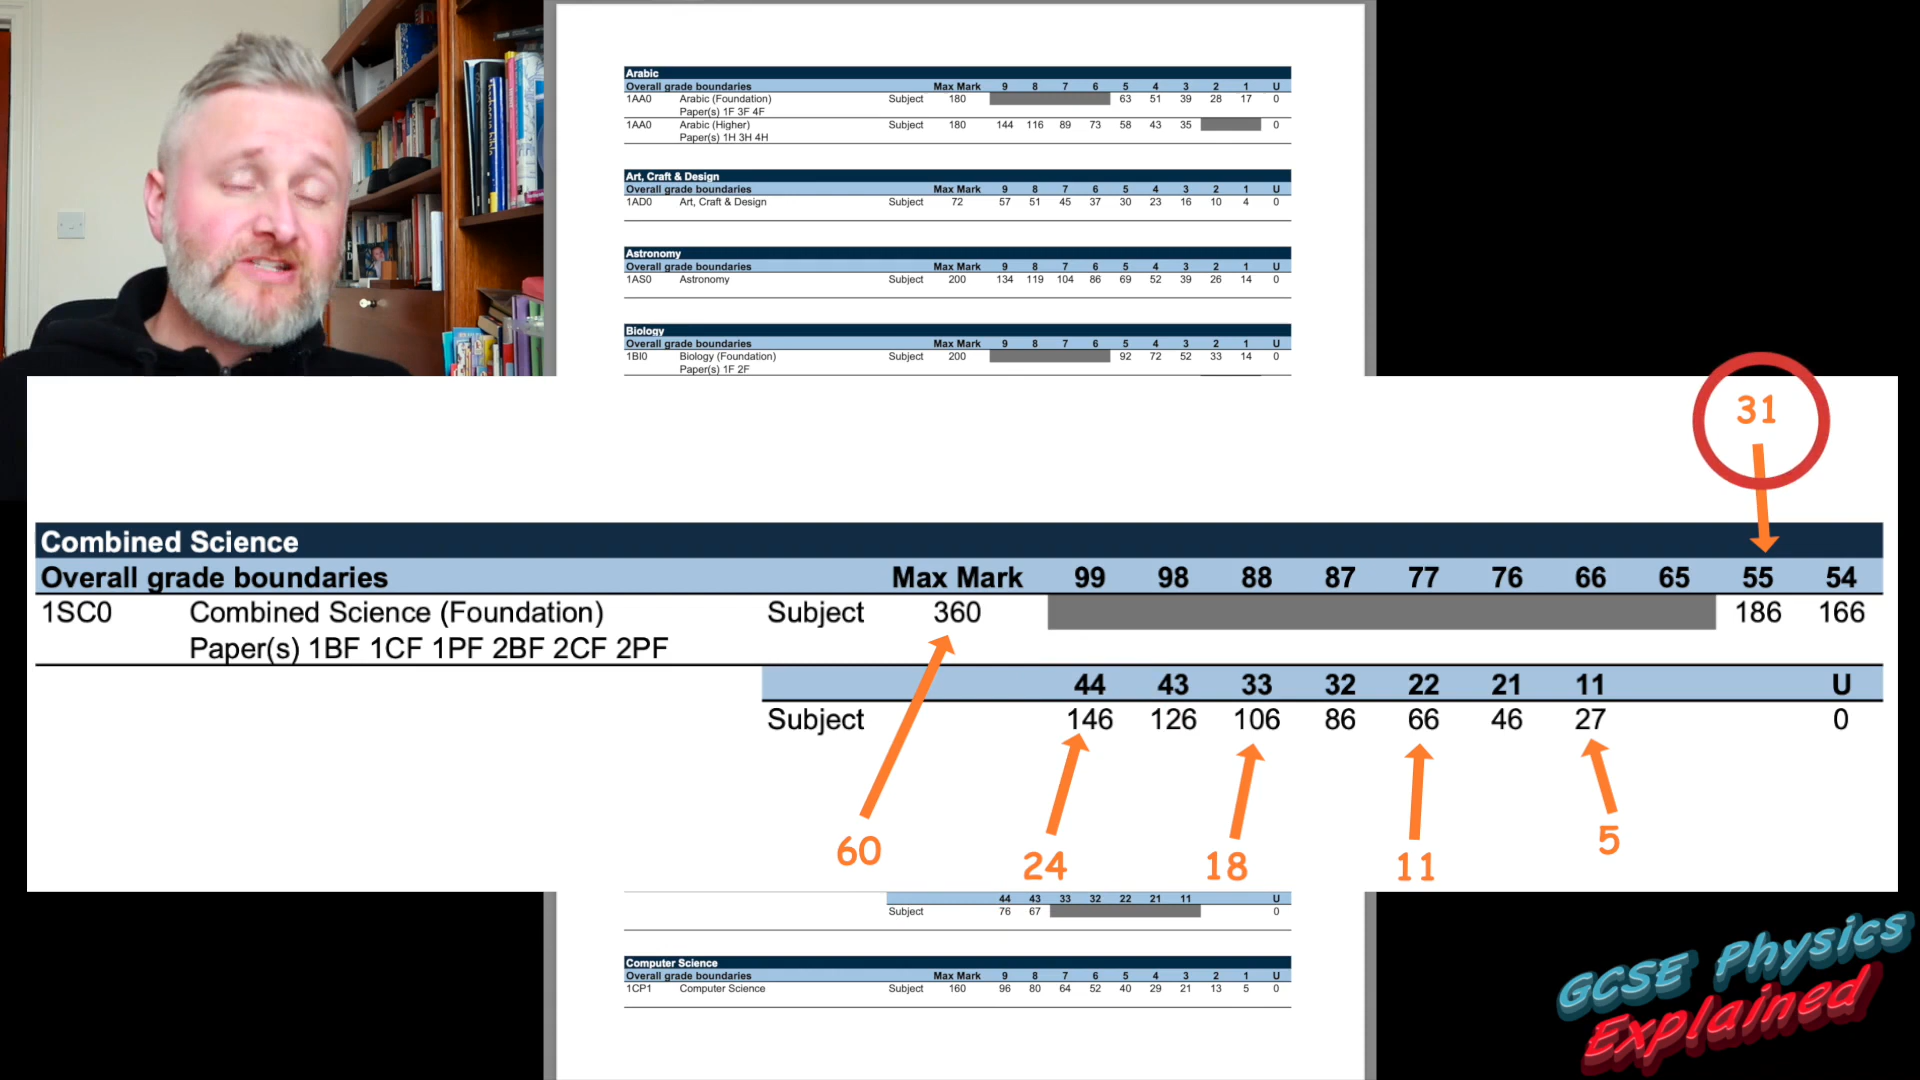 Arabic
Overall grade boundaries Max Mark 9 8 7 6 5 4 3 2 1 U
1AA0 Arabic (Foundation) Subject 180 63 51 39 28 17 0
Paper(s) 1F 3F 4F
1AA0 Arabic (Higher) Subject 180 144 116 89 73 58 43 35 0
Paper(s) 1H 3H 4H
Art, Craft & Design
Overall grade boundaries Max Mark 9 8 7 6 5 4 3 2 1 U
1AD0 Art, Craft & Design Subject 72 57 51 45 37 30 23 16 10 4 0
Astronomy
Overall grade boundaries Max Mark 9 8 7 6 5 4 3 2 1 U
1AS0 Astronomy Subject 200 134 119 104 86 69 52 39 26 14 0
Biology
Overall grade boundaries Max Mark 9 8 7 6 5 4 3 2 1 U
1BI0 Biology (Foundation) Subject 200 92 72 52 33 14 0
Paper(s) 1F 2F
31
Combined Science
Overall grade boundaries Max Mark 99 98 88 87 77 76 66 65 55 54
1SC0 Combined Science (Foundation) Subject 360 186 166
Paper(s) 1BF 1CF 1PF 2BF 2CF 2PF
44 43 33 32 22 21 11 U
Subject 146 126 106 86 66 46 27 0
60 24 18 11 5
44 43 33 32 22 21 11 U
Subject 76 67 0
Computer Science
Overall grade boundaries Max Mark 9 8 7 6 5 4 3 2 1 U
1CP1 Computer Science Subject 160 96 80 64 52 40 29 21 13 5 0
GCSE Physics
Explained